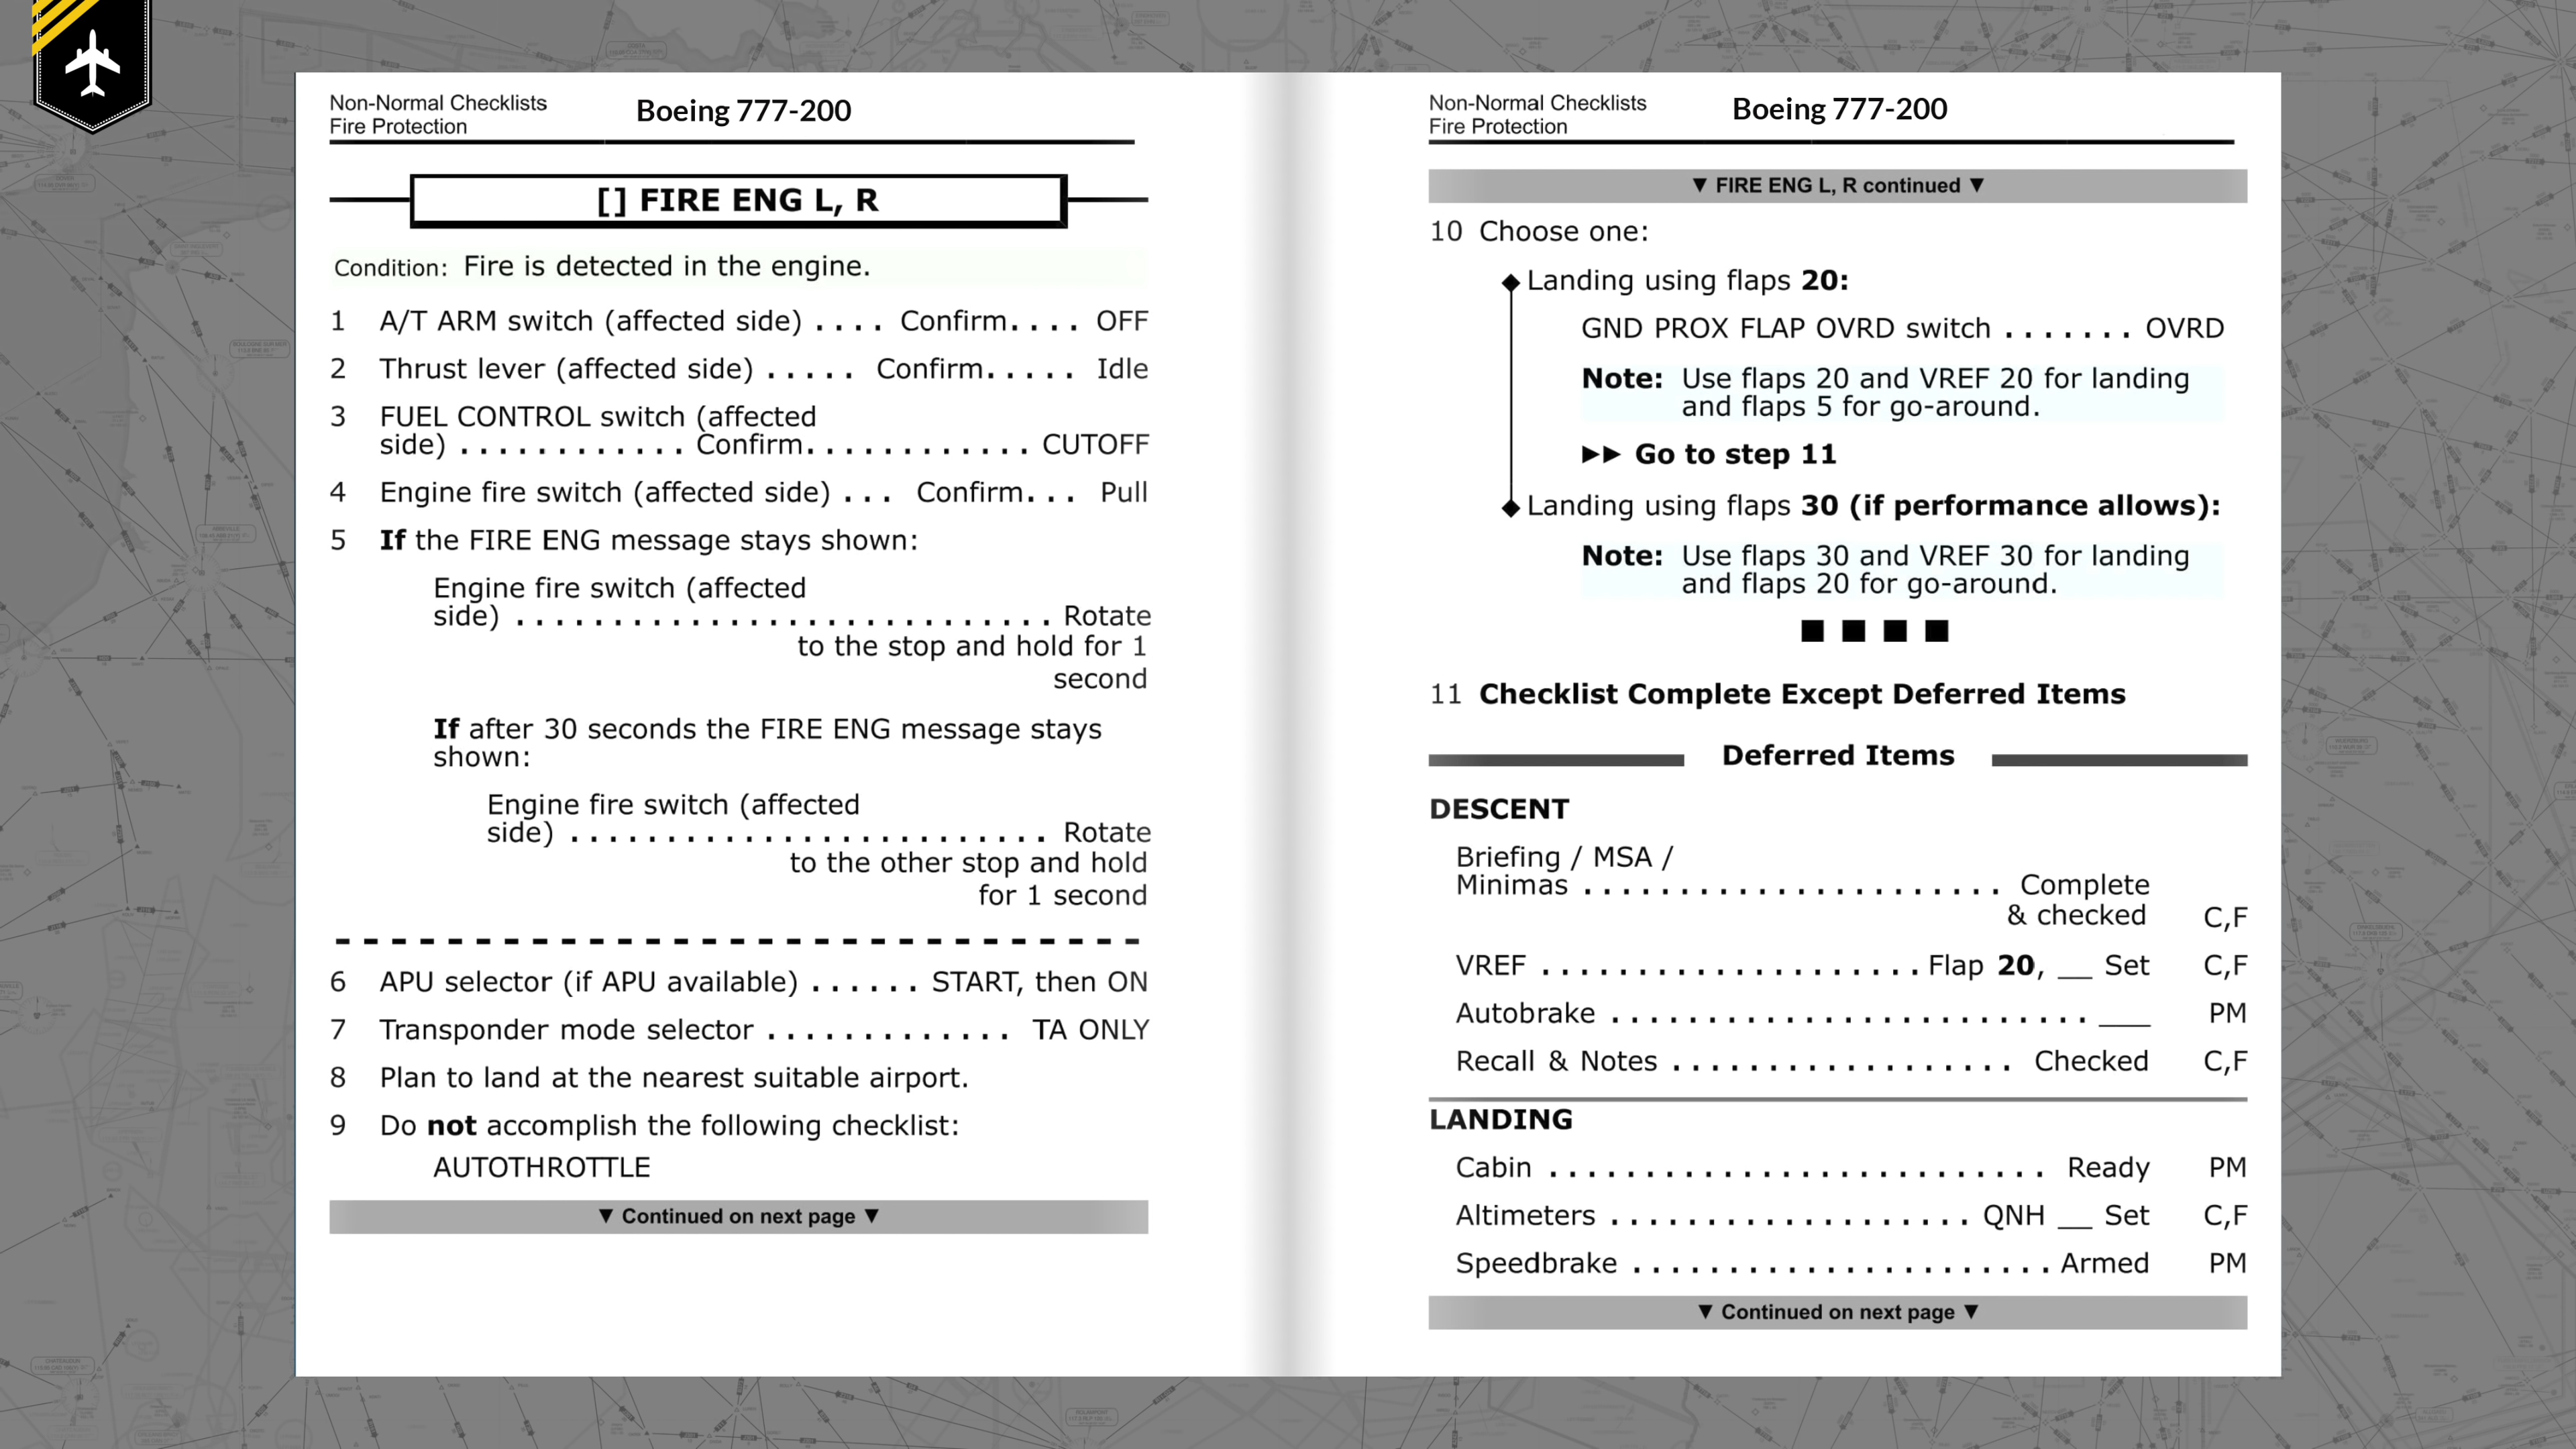 Non-Normal Checklists
Fire Protection
Boeing 777-200
[] FIRE ENG L, R
Condition: Fire is detected in the engine.
1 A/T ARM switch (affected side) . . . . Confirm. . . . OFF
2 Thrust lever (affected side) . . . . . Confirm. . . . . Idle
3 FUEL CONTROL switch (affected
side) . . . . . . . . . . . . Confirm. . . . . . . . . . . . CUTOFF
4 Engine fire switch (affected side) . . . Confirm. . . Pull
5 If the FIRE ENG message stays shown:
Engine fire switch (affected
side) . . . . . . . . . . . . . . . . . . . . . . . . . . . . Rotate
to the stop and hold for 1
second
If after 30 seconds the FIRE ENG message stays
shown:
Engine fire switch (affected
side) . . . . . . . . . . . . . . . . . . . . . . . . . Rotate
to the other stop and hold
for 1 second
6 APU selector (if APU available) . . . . . . START, then ON
7 Transponder mode selector . . . . . . . . . . . . . TA ONLY
8 Plan to land at the nearest suitable airport.
9 Do not accomplish the following checklist:
AUTOTHROTTLE
▼ Continued on next page ▼
Non-Normal Checklists
Fire Protection
Boeing 777-200
▼ FIRE ENG L, R continued ▼
10 Choose one:
◆ Landing using flaps 20:
GND PROX FLAP OVRD switch . . . . . . . OVRD
Note: Use flaps 20 and VREF 20 for landing
and flaps 5 for go-around.
▶▶ Go to step 11
◆ Landing using flaps 30 (if performance allows):
Note: Use flaps 30 and VREF 30 for landing
and flaps 20 for go-around.
■ ■ ■ ■
11 Checklist Complete Except Deferred Items
Deferred Items
DESCENT
Briefing / MSA /
Minimas . . . . . . . . . . . . . . . . . . . . . . Complete
& checked C,F
VREF . . . . . . . . . . . . . . . . . . . . Flap 20, __ Set C,F
Autobrake . . . . . . . . . . . . . . . . . . . . . . . . . ___ PM
Recall & Notes . . . . . . . . . . . . . . . . . . Checked C,F
LANDING
Cabin . . . . . . . . . . . . . . . . . . . . . . . . . . Ready PM
Altimeters . . . . . . . . . . . . . . . . . . . QNH __ Set C,F
Speedbrake . . . . . . . . . . . . . . . . . . . . . . Armed PM
▼ Continued on next page ▼